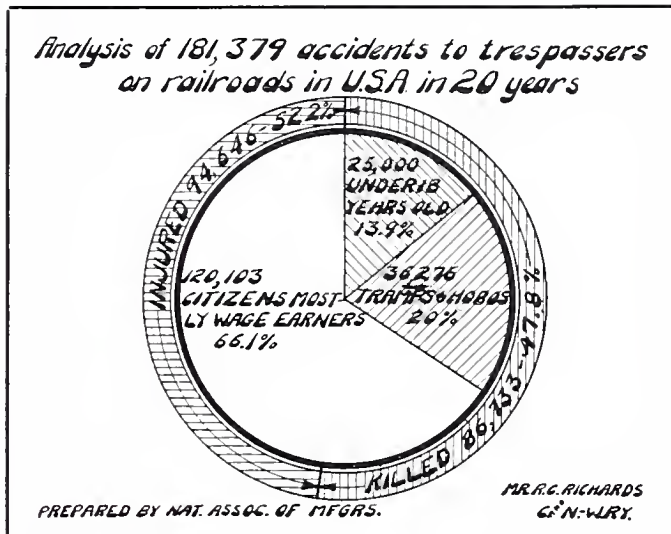 Analysis of 181,379 accidents to trespassers
on railroads in U.S.A. in 20 years
INJURED 94,646-52.2%
25,000
UNDER 18
YEARS OLD.
13.9%
36,276
TRAMPS & HOBOS
20%
120,103
CITIZENS MOST-
LY WAGE EARNERS
66.1%
KILLED 86,733-47.8%
PREPARED BY NAT. ASSOC. OF MFGRS.
MR.R.C. RICHARDS
C & N.-W.RY.